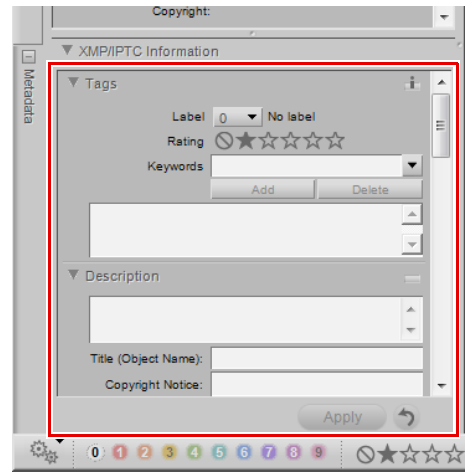 Copyright:
XMP/IPTC Information
Metadata
Tags
i
Label 0 No label
Rating
Keywords
Add Delete
Description
Title (Object Name):
Copyright Notice:
Apply
0 1 2 3 4 5 6 7 8 9